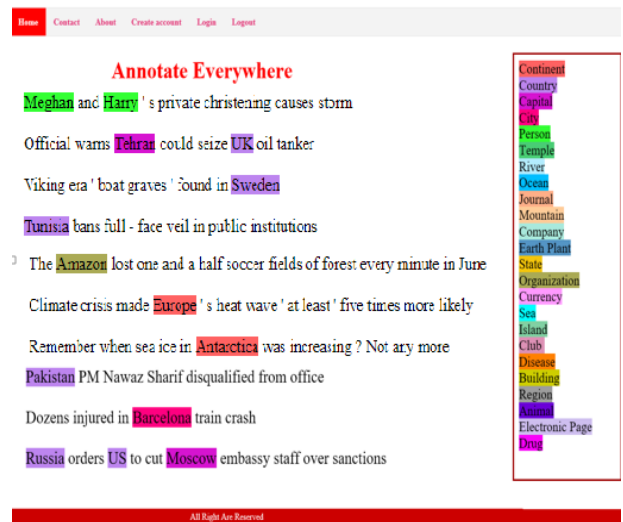 Home Contact About Create account Login Logout
Annotate Everywhere
Meghan and Harry ' s private christening causes storm
Official warns Tehran could seize UK oil tanker
Viking era ' boat graves ' found in Sweden
Tunisia bans full - face veil in public institutions
The Amazon lost one and a half soccer fields of forest every minute in June
Climate crisis made Europe ' s heat wave ' at least ' five times more likely
Remember when sea ice in Antarctica was increasing ? Not any more
Pakistan PM Nawaz Sharif disqualified from office
Dozens injured in Barcelona train crash
Russia orders US to cut Moscow embassy staff over sanctions
Continent
Country
Capital
City
Person
Temple
River
Ocean
Journal
Mountain
Company
Earth Plant
State
Organization
Currency
Sea
Island
Club
Disease
Building
Region
Animal
Electronic Page
Drug
All Right Are Reserved